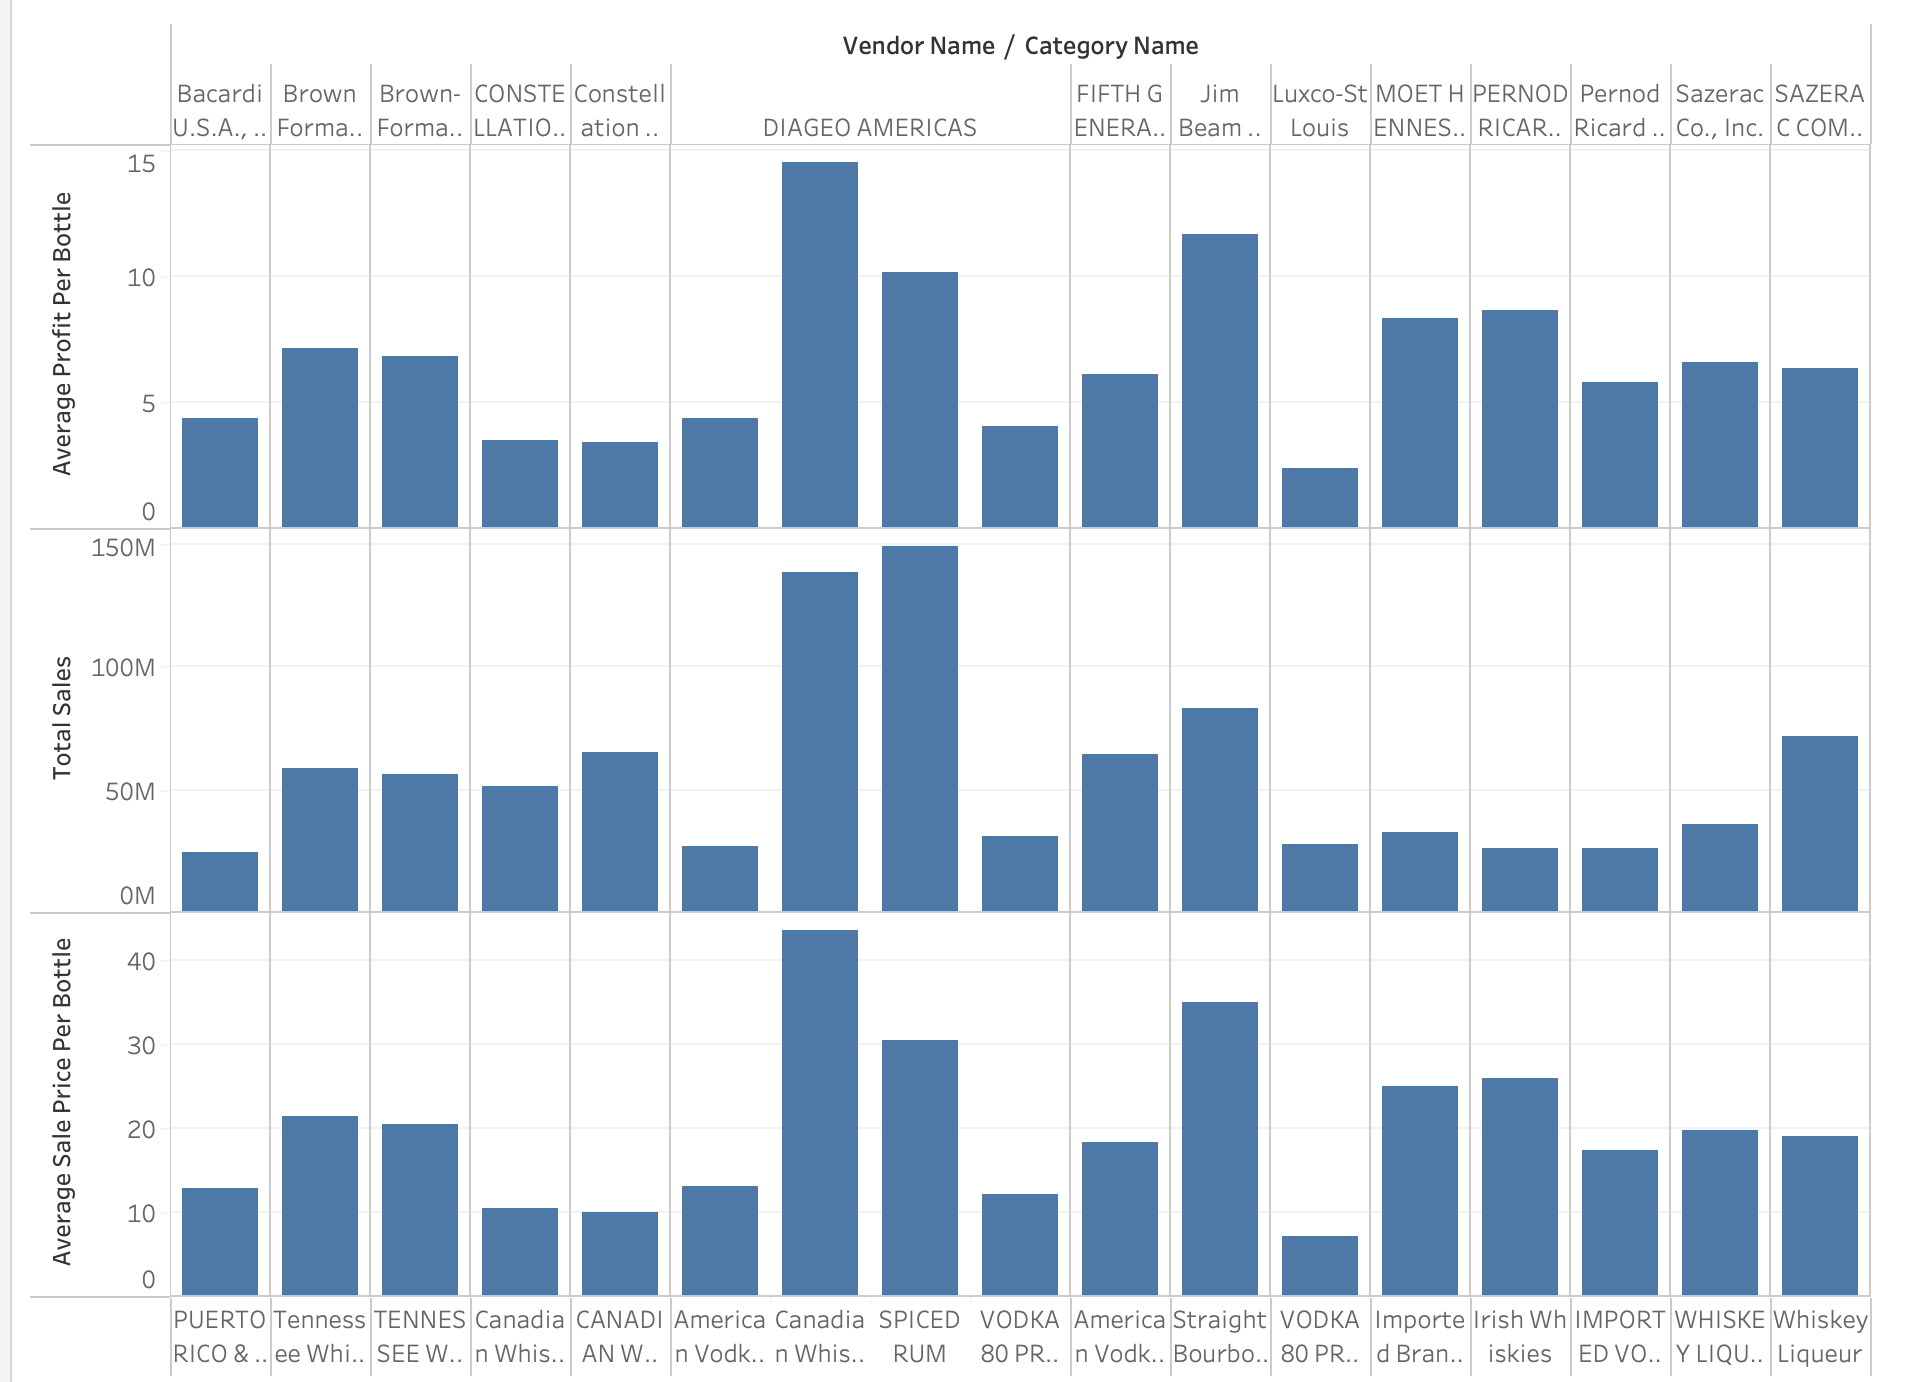 Vendor Name / Category Name
Bacardi Brown Brown- CONSTE Constell FIFTH G Jim Luxco-St MOET H PERNOD Pernod Sazerac SAZERA
U.S.A., .. Forma.. Forma.. LLATIO.. ation .. DIAGEO AMERICAS ENERA.. Beam .. Louis ENNES.. RICAR.. Ricard .. Co., Inc. C COM..
Average Profit Per Bottle
15
10
5
0
Total Sales
150M
100M
50M
0M
Average Sale Price Per Bottle
40
30
20
10
0
PUERTO Tenness TENNES Canadia CANADI America Canadia SPICED VODKA America Straight VODKA Importe Irish Wh IMPORT WHISKE Whiskey
RICO & .. ee Whi.. SEE W.. n Whis.. AN W.. n Vodk.. n Whis.. RUM 80 PR.. n Vodk.. Bourbo.. 80 PR.. d Bran.. iskies ED VO.. Y LIQU.. Liqueur